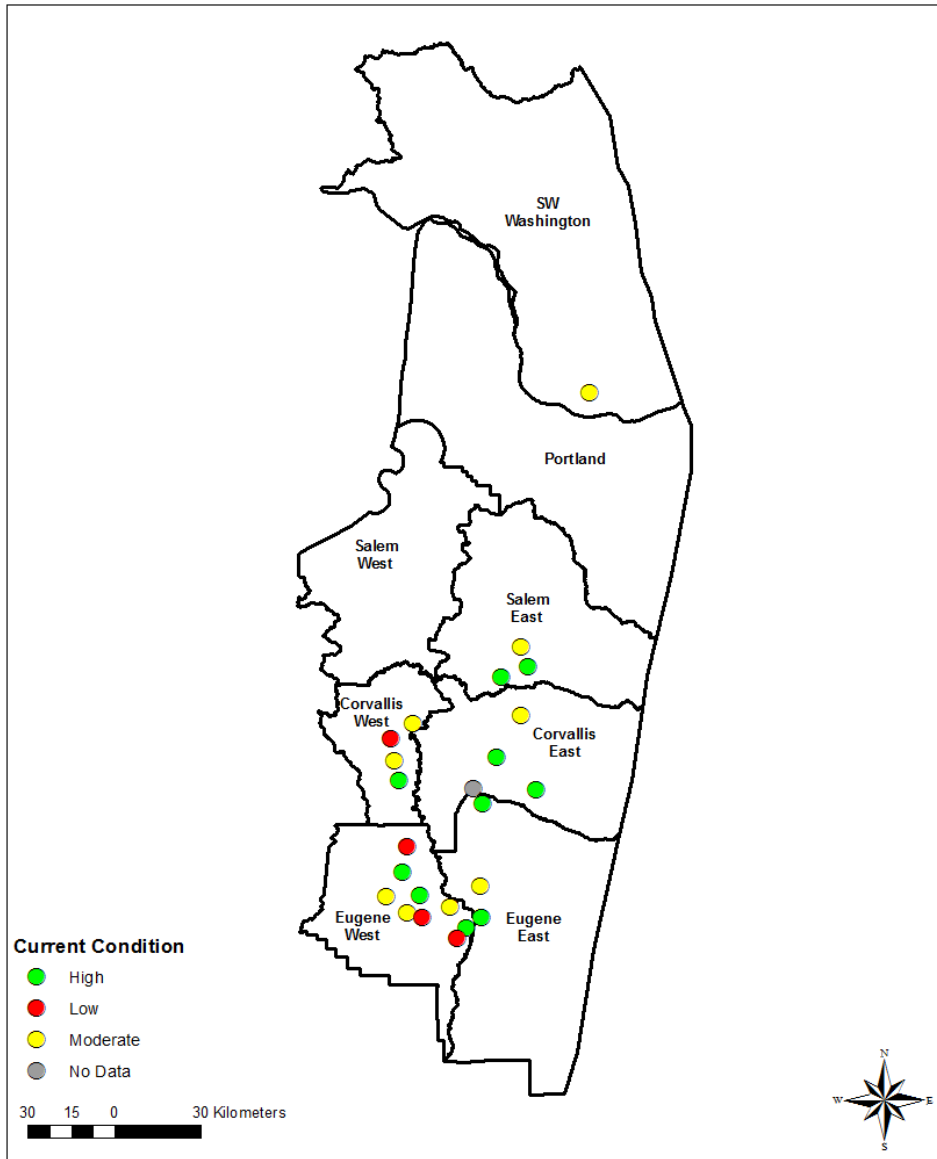 SW
Washington
Portland
Salem
West
Salem
East
Corvallis
West
Corvallis
East
Eugene
West
Eugene
East
Current Condition
High
Low
Moderate
No Data
30 15 0 30 Kilometers
N
W E
S